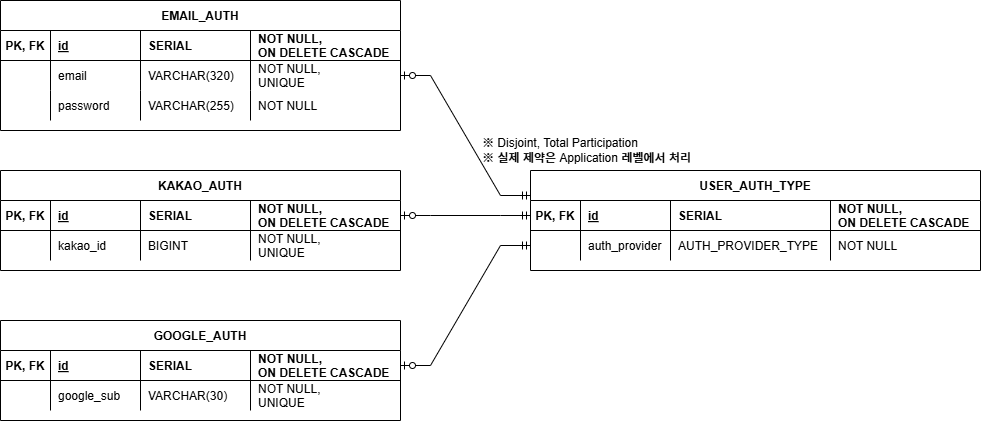 EMAIL_AUTH
PK, FK id SERIAL NOT NULL,
ON DELETE CASCADE
email VARCHAR(320) NOT NULL,
UNIQUE
password VARCHAR(255) NOT NULL
※ Disjoint, Total Participation
※ 실제 제약은 Application 레벨에서 처리
KAKAO_AUTH
PK, FK id SERIAL NOT NULL,
ON DELETE CASCADE
kakao_id BIGINT NOT NULL,
UNIQUE
USER_AUTH_TYPE
PK, FK id SERIAL NOT NULL,
ON DELETE CASCADE
auth_provider AUTH_PROVIDER_TYPE NOT NULL
GOOGLE_AUTH
PK, FK id SERIAL NOT NULL,
ON DELETE CASCADE
google_sub VARCHAR(30) NOT NULL,
UNIQUE